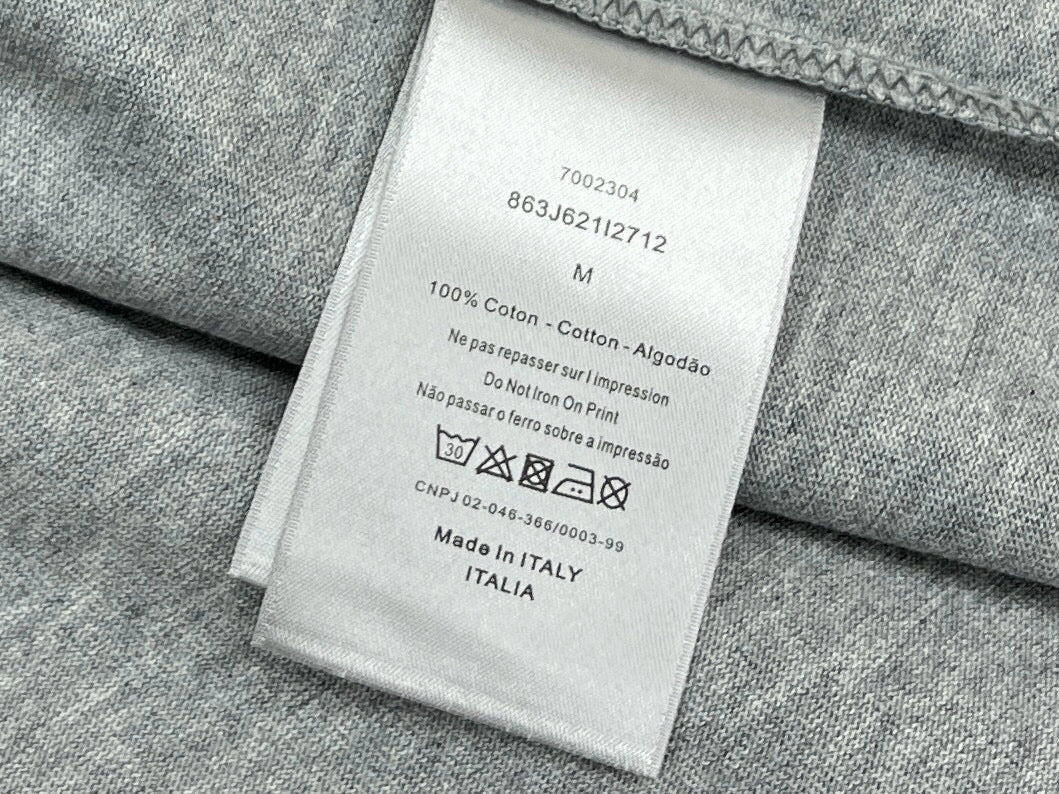 7002304
863J621I2712
M
100% Coton - Cotton - Algodão
Ne pas repasser sur l impression
Do Not Iron On Print
Não passar o ferro sobre a impressão
30
CNPJ 02-046-366/0003-99
Made In ITALY
ITALIA